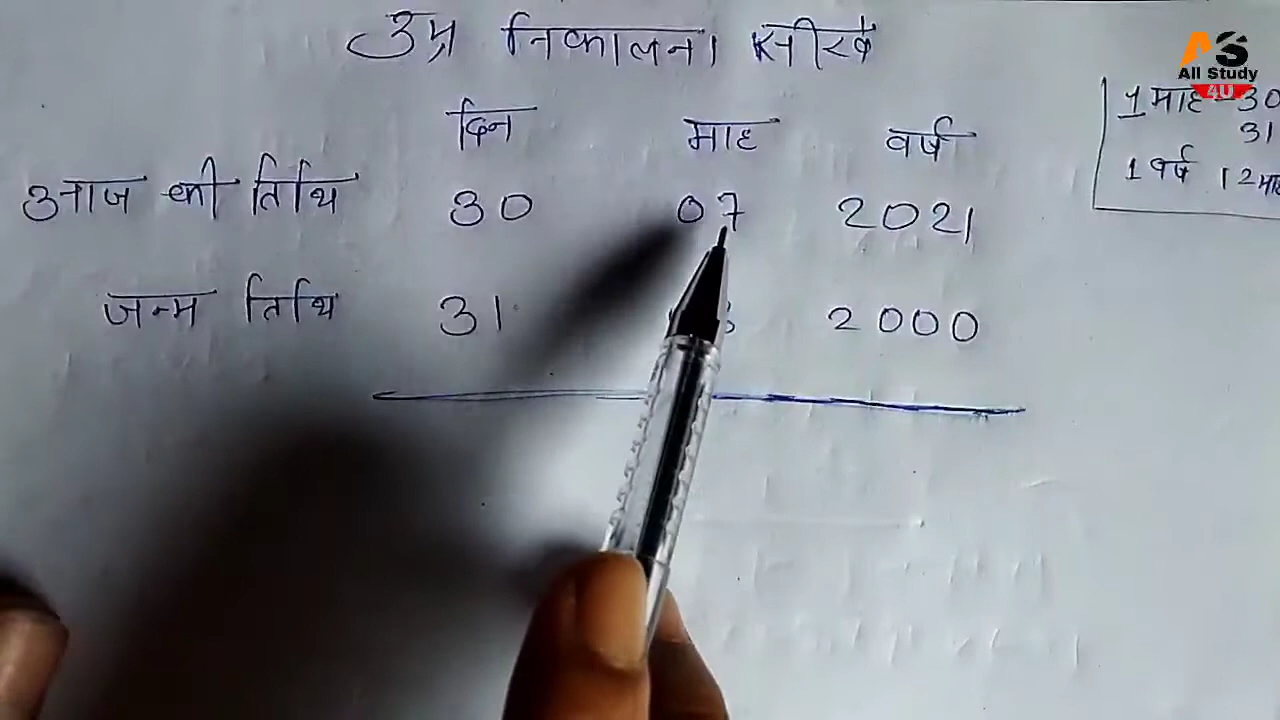 उम्र निकालना सीखें
All Study
4U
दिन माह वर्ष
1 माह - 30
31
1 वर्ष 12 माह
आज की तिथि 30 07 2021
जन्म तिथि 31 2000